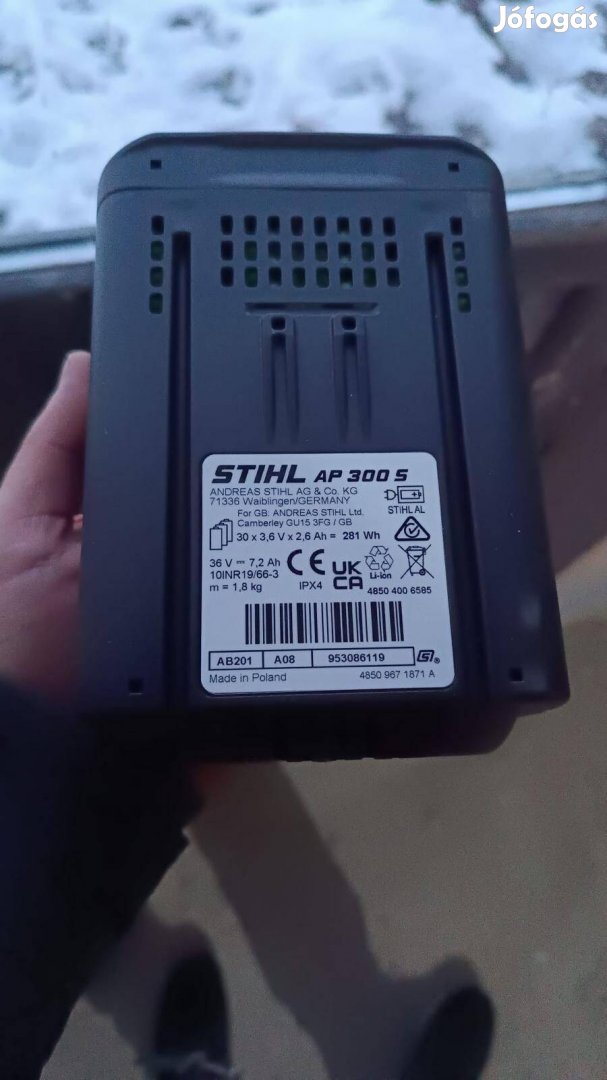 Jófogás
STIHL AP 300 S
ANDREAS STIHL AG & Co. KG
71336 Waiblingen/GERMANY
For GB: ANDREAS STIHL Ltd.
Camberley GU15 3FG / GB
STIHL AL
30 x 3,6 V x 2,6 Ah = 281 Wh
36 V ⎓ 7,2 Ah
10INR19/66-3
m = 1,8 kg
CE
IPX4
UK
CA
Li-ion
4850 400 6585
AB201 A08 953086119
®
Made in Poland
4850 967 1871 A